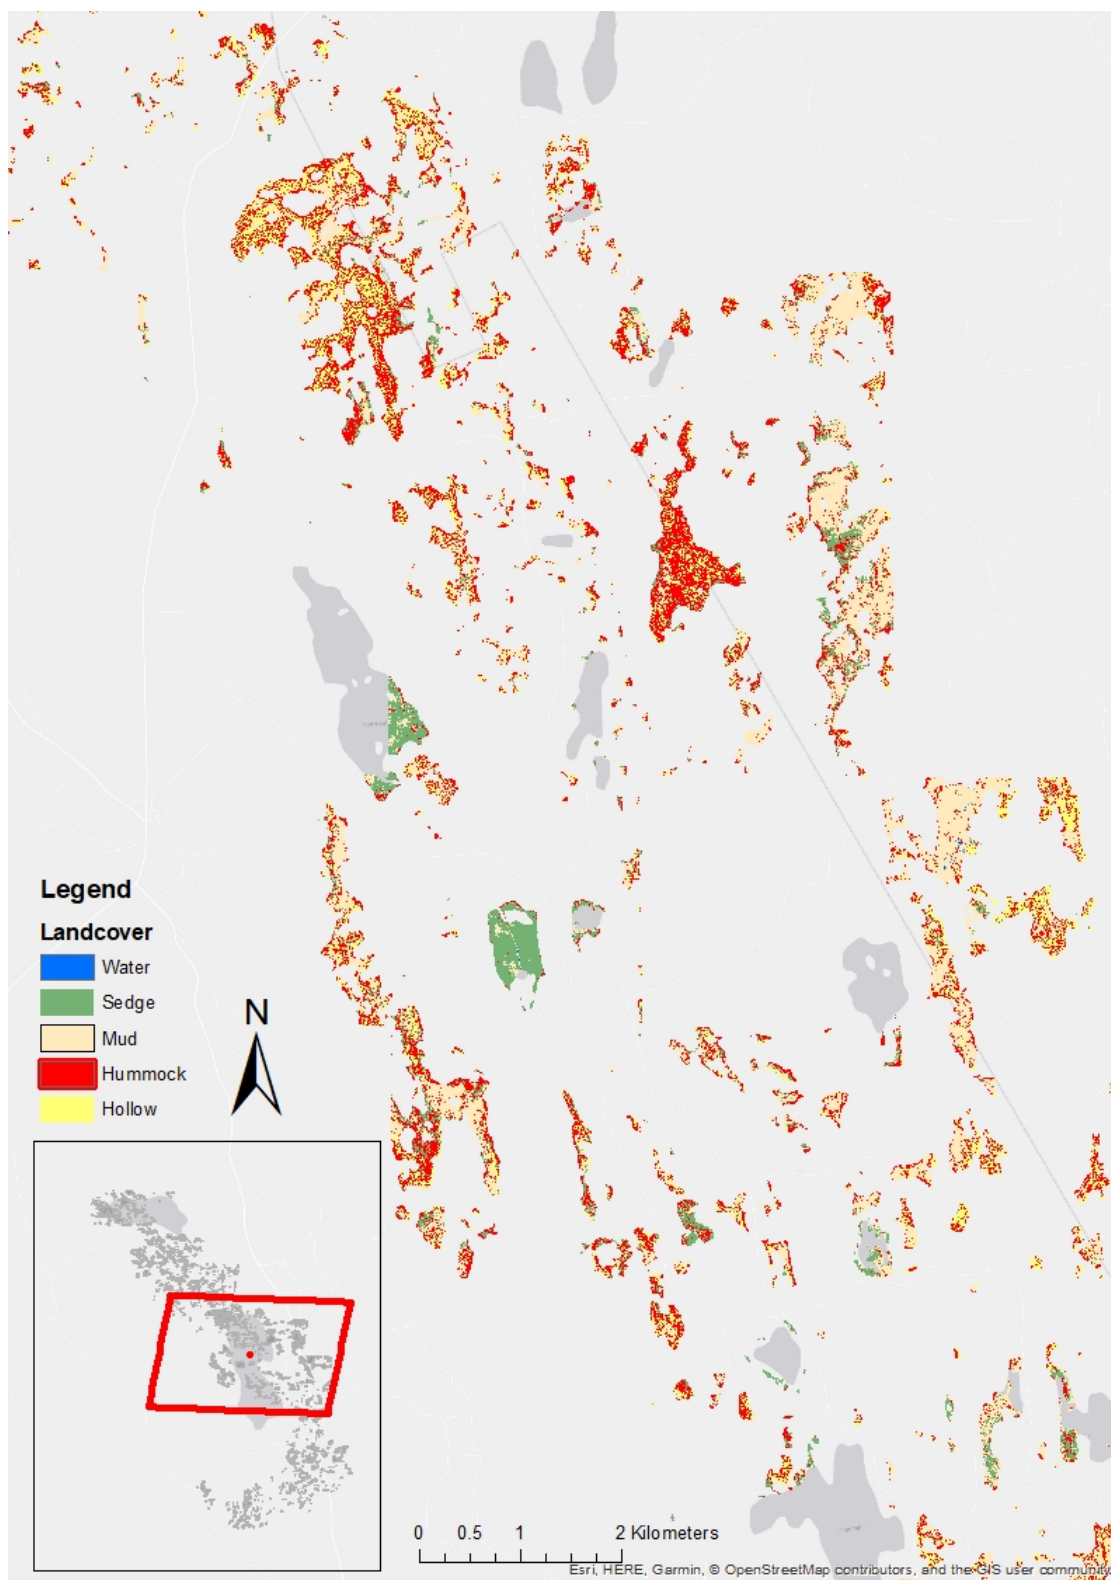 Legend
Landcover
Water
Sedge
Mud
Hummock
Hollow
N
0 0.5 1 2 Kilometers
Esri, HERE, Garmin, © OpenStreetMap contributors, and the GIS user community